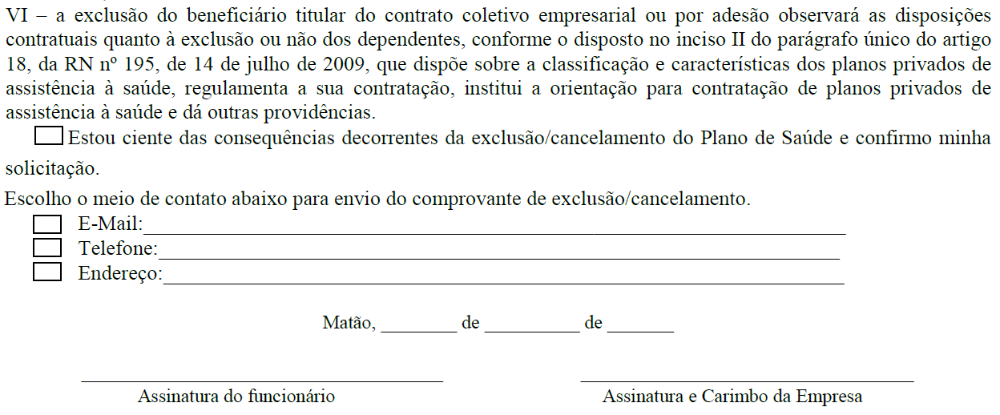 VI – a exclusão do beneficiário titular do contrato coletivo empresarial ou por adesão observará as disposições
contratuais quanto à exclusão ou não dos dependentes, conforme o disposto no inciso II do parágrafo único do artigo
18, da RN nº 195, de 14 de julho de 2009, que dispõe sobre a classificação e características dos planos privados de
assistência à saúde, regulamenta a sua contratação, institui a orientação para contratação de planos privados de
assistência à saúde e dá outras providências.
Estou ciente das consequências decorrentes da exclusão/cancelamento do Plano de Saúde e confirmo minha
solicitação.
Escolho o meio de contato abaixo para envio do comprovante de exclusão/cancelamento.
E-Mail:
Telefone:
Endereço:
Matão, ________ de __________ de _______
Assinatura do funcionário
Assinatura e Carimbo da Empresa